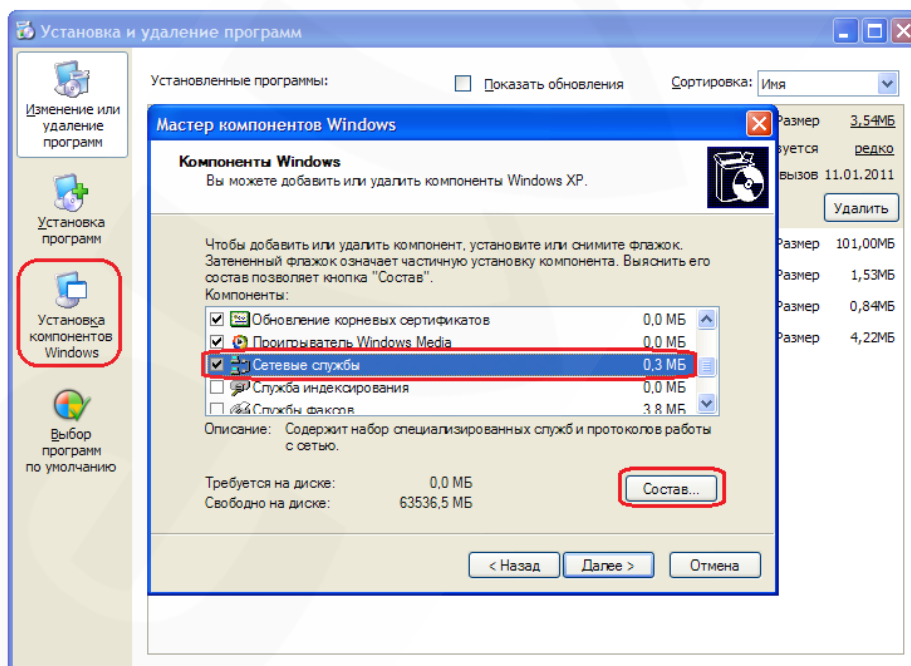 Установка и удаление программ
Изменение или
удаление
программ
Установка
программ
Установка
компонентов
Windows
Выбор
программ
по умолчанию
Установленные программы:
Показать обновления
Сортировка: Имя
Размер 3,54МБ
зуется редко
вызов 11.01.2011
Удалить
Размер 101,00МБ
Размер 1,53МБ
Размер 0,84МБ
Размер 4,22МБ
Мастер компонентов Windows
Компоненты Windows
Вы можете добавить или удалить компоненты Windows XP.
Чтобы добавить или удалить компонент, установите или снимите флажок.
Затененный флажок означает частичную установку компонента. Выяснить его
состав позволяет кнопка "Состав".
Компоненты:
Обновление корневых сертификатов 0,0 МБ
Проигрыватель Windows Media 0,0 МБ
Сетевые службы 0,3 МБ
Служба индексирования 0,0 МБ
Службы факсов 3,8 МБ
Описание: Содержит набор специализированных служб и протоколов работы
с сетью.
Требуется на диске: 0,0 МБ
Свободно на диске: 63536,5 МБ
Состав...
< Назад
Далее >
Отмена